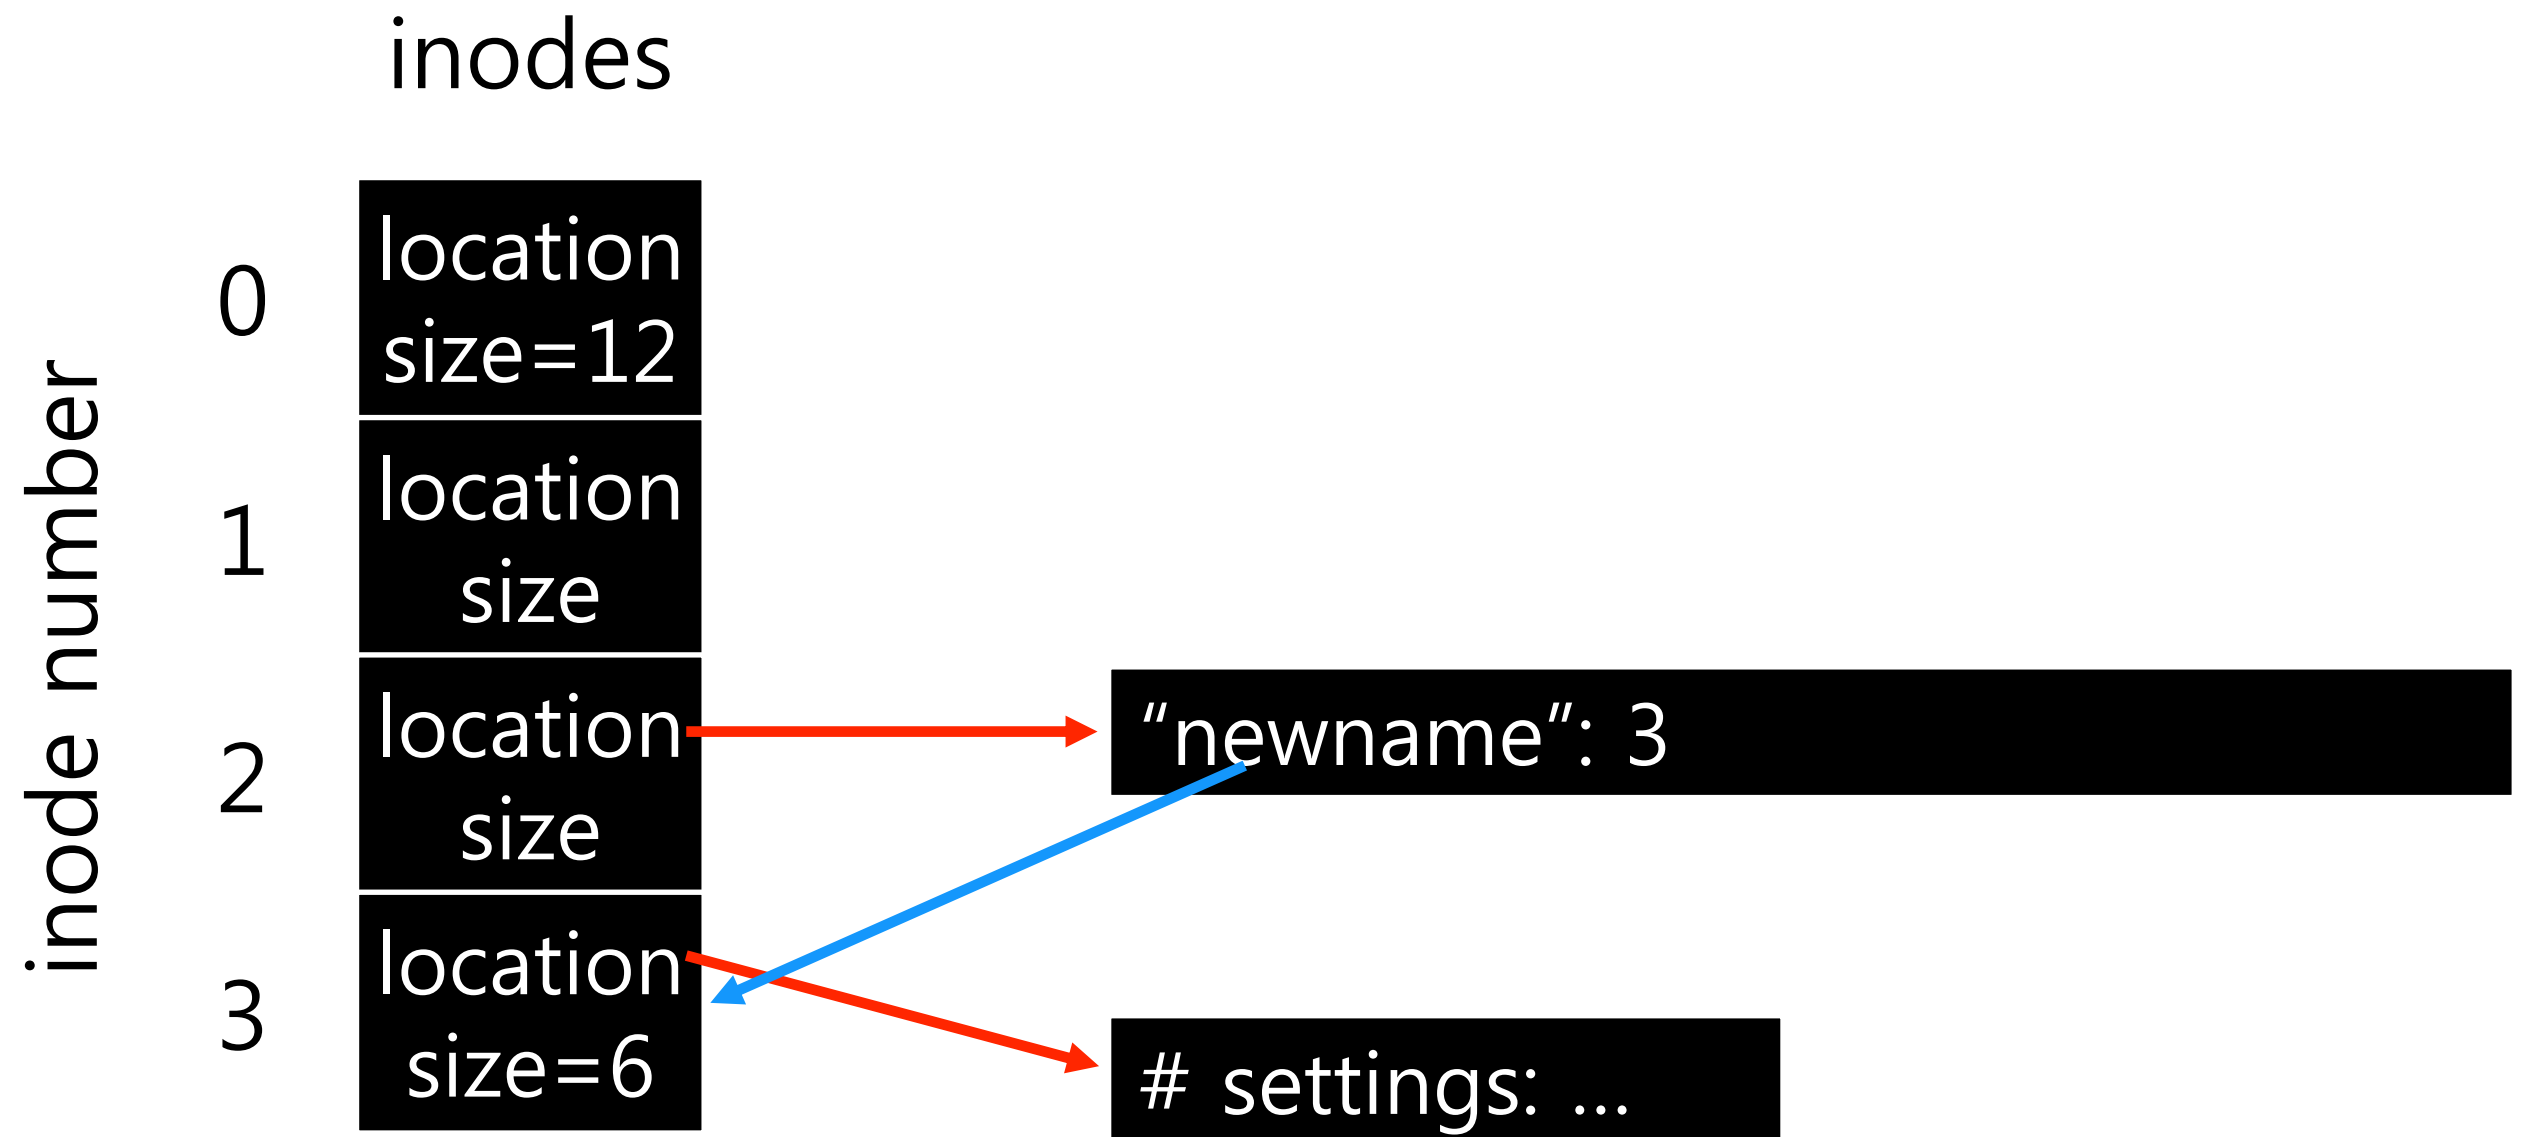 inodes
inode number
0
location
size=12
1
location
size
2
location
size
“newname”: 3
3
location
size=6
# settings: ...